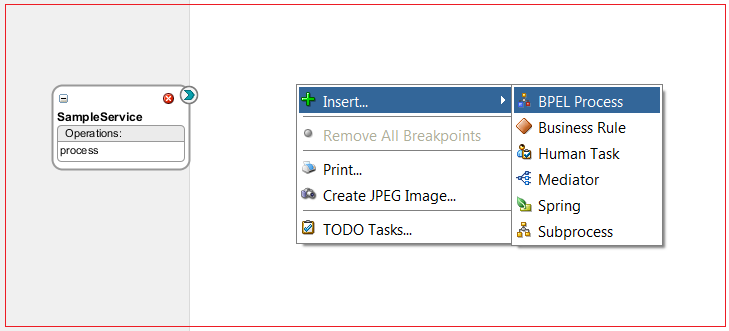 SampleService
Operations:
process
Insert...
Remove All Breakpoints
Print...
Create JPEG Image...
TODO Tasks...
BPEL Process
Business Rule
Human Task
Mediator
Spring
Subprocess